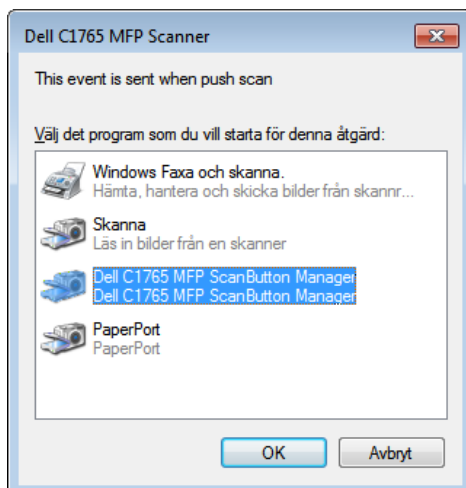 Dell C1765 MFP Scanner
This event is sent when push scan
Välj det program som du vill starta för denna åtgärd:
Windows Faxa och skanna.
Hämta, hantera och skicka bilder från skannr...
Skanna
Läs in bilder från en skanner
Dell C1765 MFP ScanButton Manager
Dell C1765 MFP ScanButton Manager
PaperPort
PaperPort
OK
Avbryt